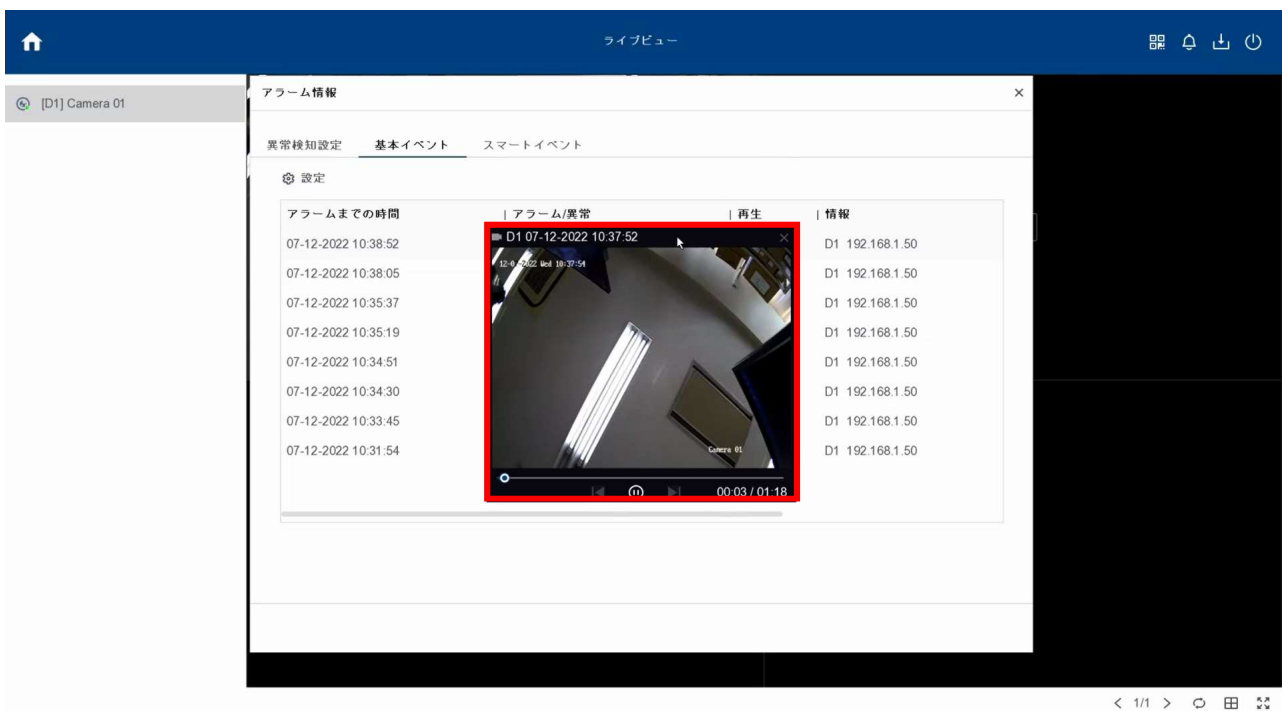 ライブビュー
[D1] Camera 01
アラーム情報
異常検知設定 基本イベント スマートイベント
設定
アラームまでの時間 | アラーム/異常 | 再生 | 情報
07-12-2022 10:38:52 D1 192.168.1.50
07-12-2022 10:38:05 D1 192.168.1.50
07-12-2022 10:35:37 D1 192.168.1.50
07-12-2022 10:35:19 D1 192.168.1.50
07-12-2022 10:34:51 D1 192.168.1.50
07-12-2022 10:34:30 D1 192.168.1.50
07-12-2022 10:33:45 D1 192.168.1.50
07-12-2022 10:31:54 D1 192.168.1.50
D1 07-12-2022 10:37:52
Wed 10:37:54
Camera 01
00:03 / 01:18
1/1